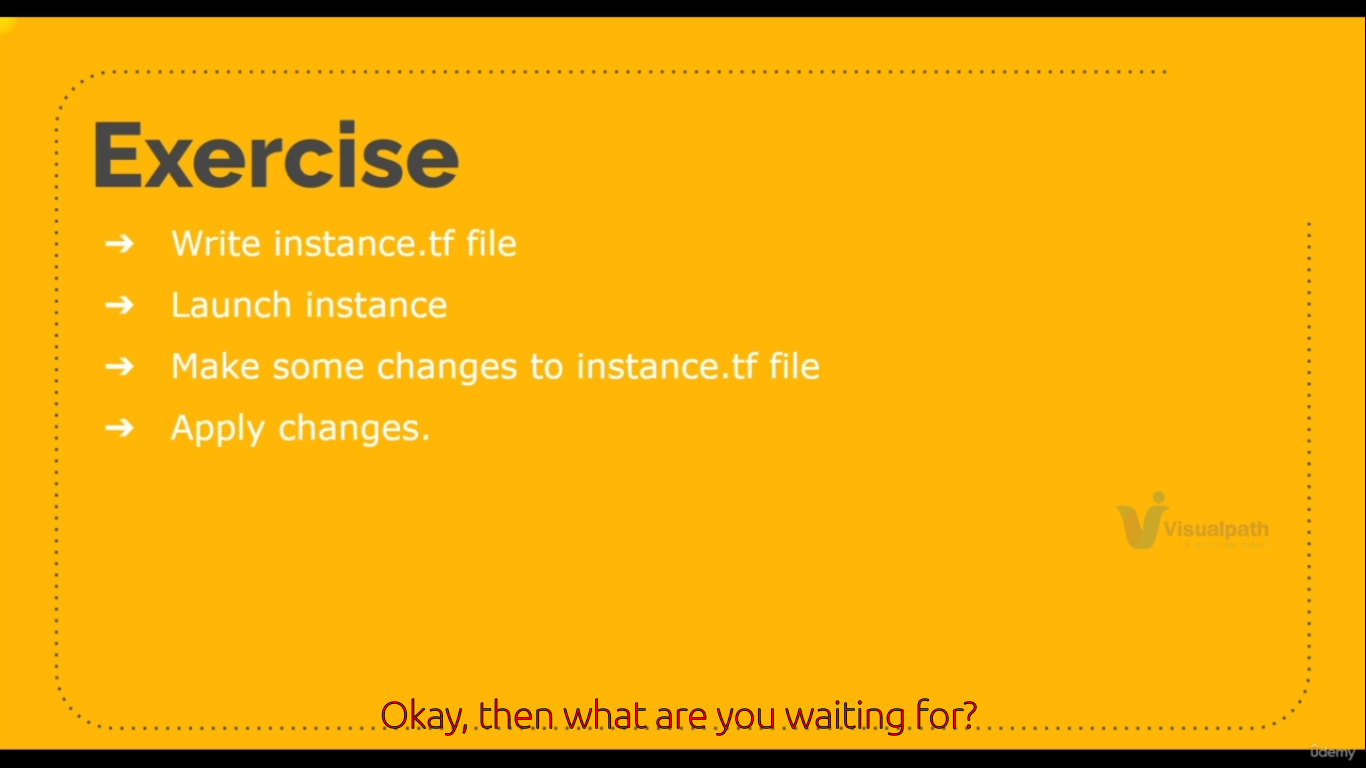 Exercise
➔ Write instance.tf file
➔ Launch instance
➔ Make some changes to instance.tf file
➔ Apply changes.
Visualpath
Okay, then what are you waiting for?
ûdemy